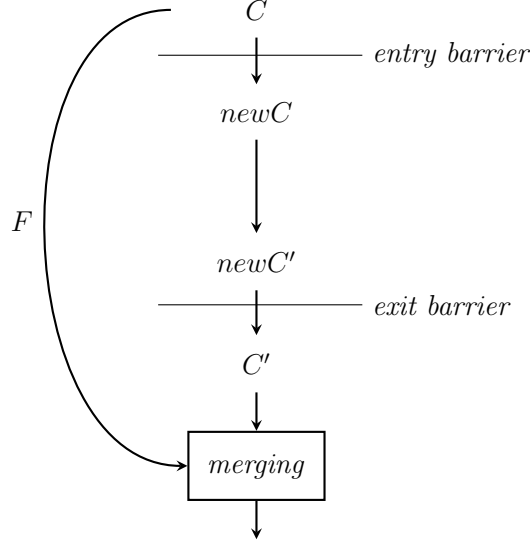 C
entry barrier
newC
F
newC′
exit barrier
C′
merging